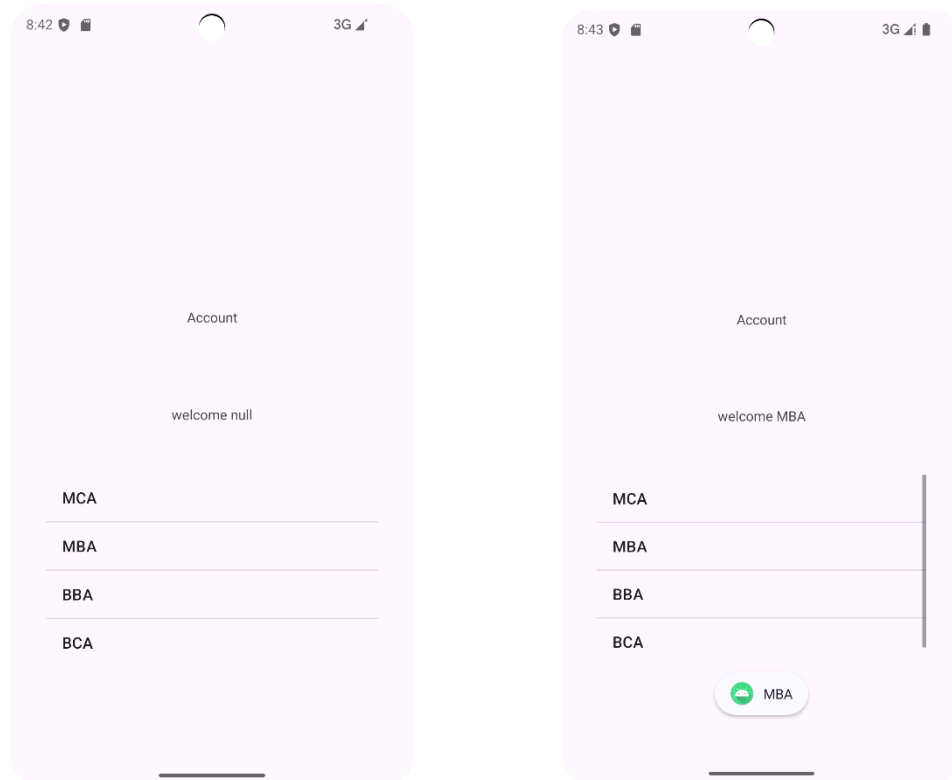 8:42
3G
Account
welcome null
MCA
MBA
BBA
BCA
8:43
3G
Account
welcome MBA
MCA
MBA
BBA
BCA
MBA